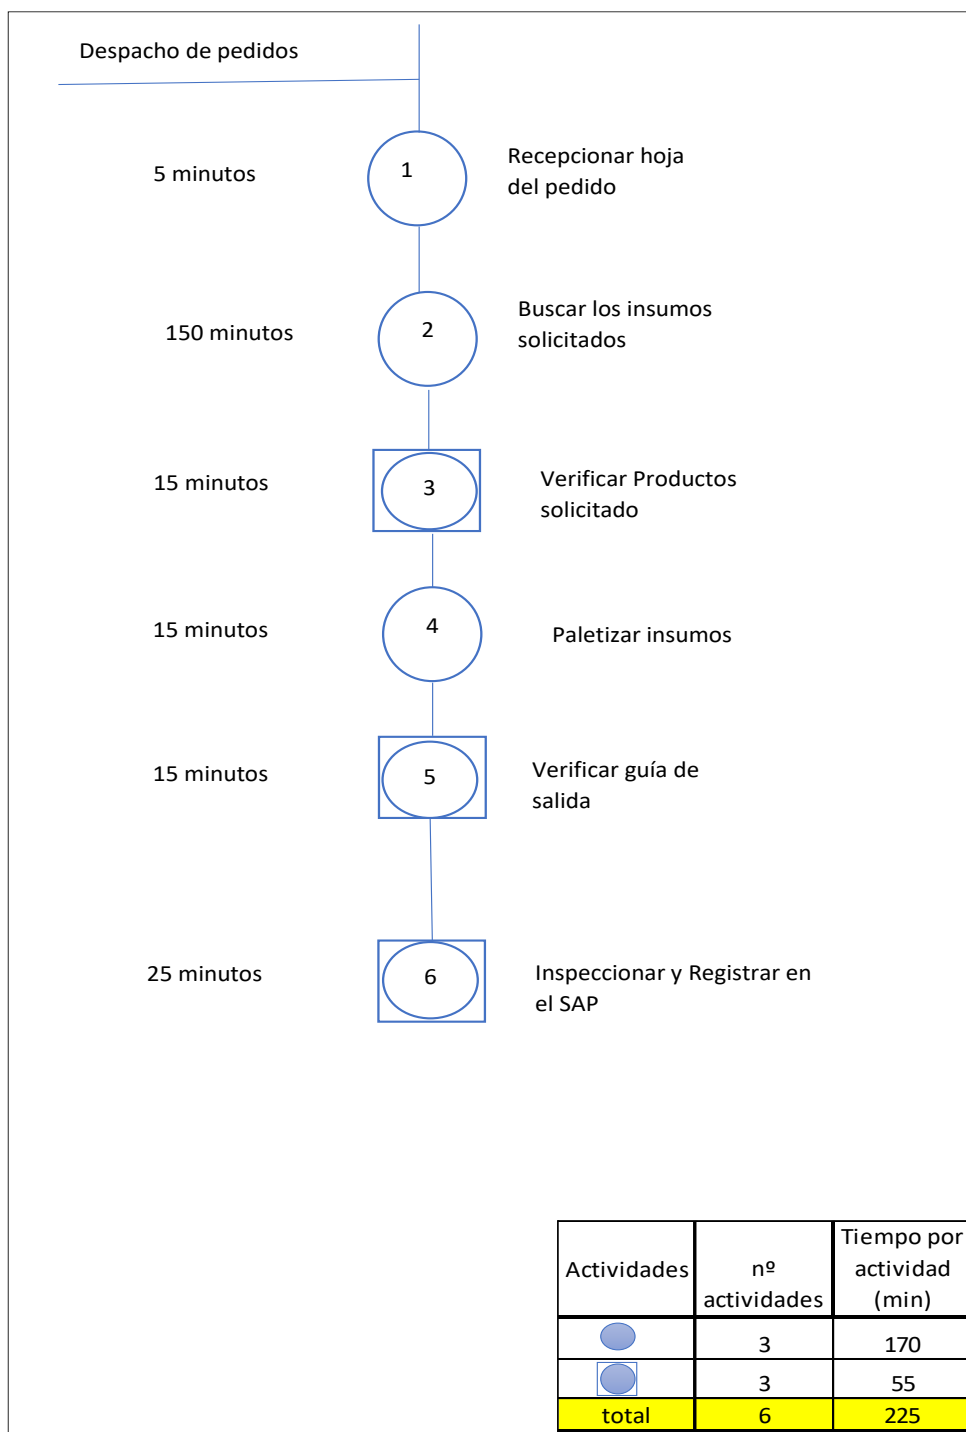 Despacho de pedidos
5 minutos
1
Recepcionar hoja
del pedido
150 minutos
2
Buscar los insumos
solicitados
15 minutos
3
Verificar Productos
solicitado
15 minutos
4
Paletizar insumos
15 minutos
5
Verificar guía de
salida
25 minutos
6
Inspeccionar y Registrar en
el SAP
Actividades
nº
actividades
Tiempo por
actividad
(min)
3 170
3 55
total 6 225